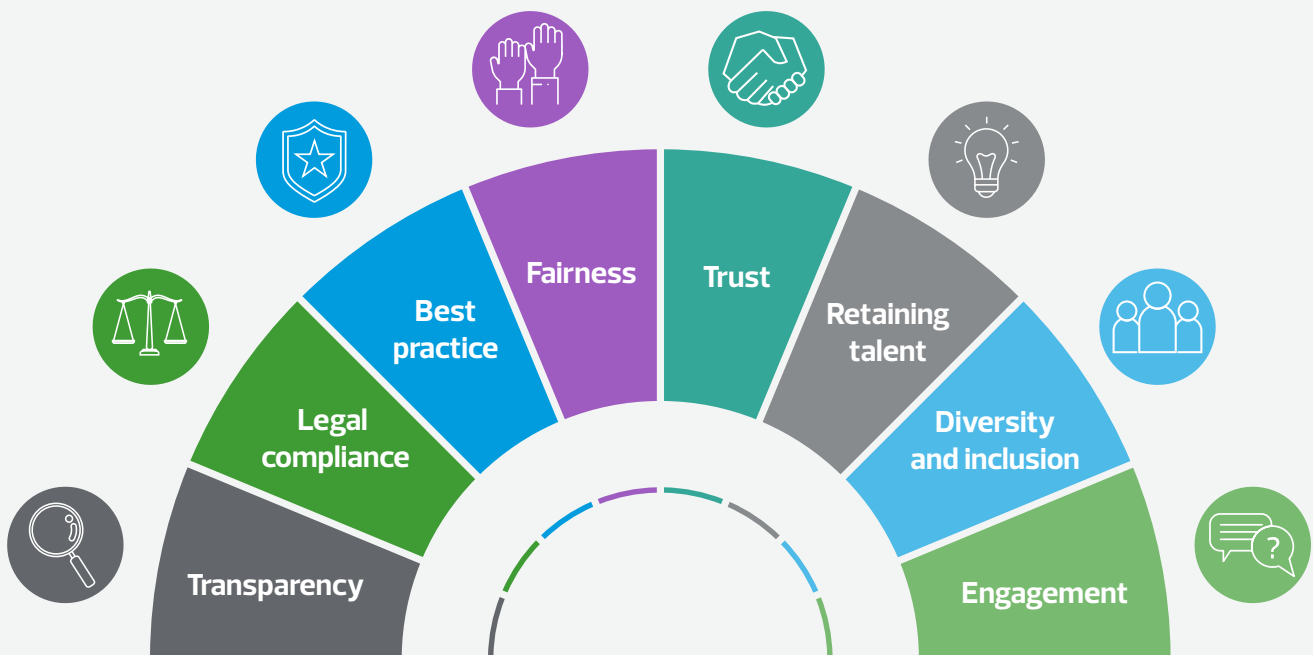 Transparency
Legal
compliance
Best
practice
Fairness
Trust
Retaining
talent
Diversity
and inclusion
Engagement
?